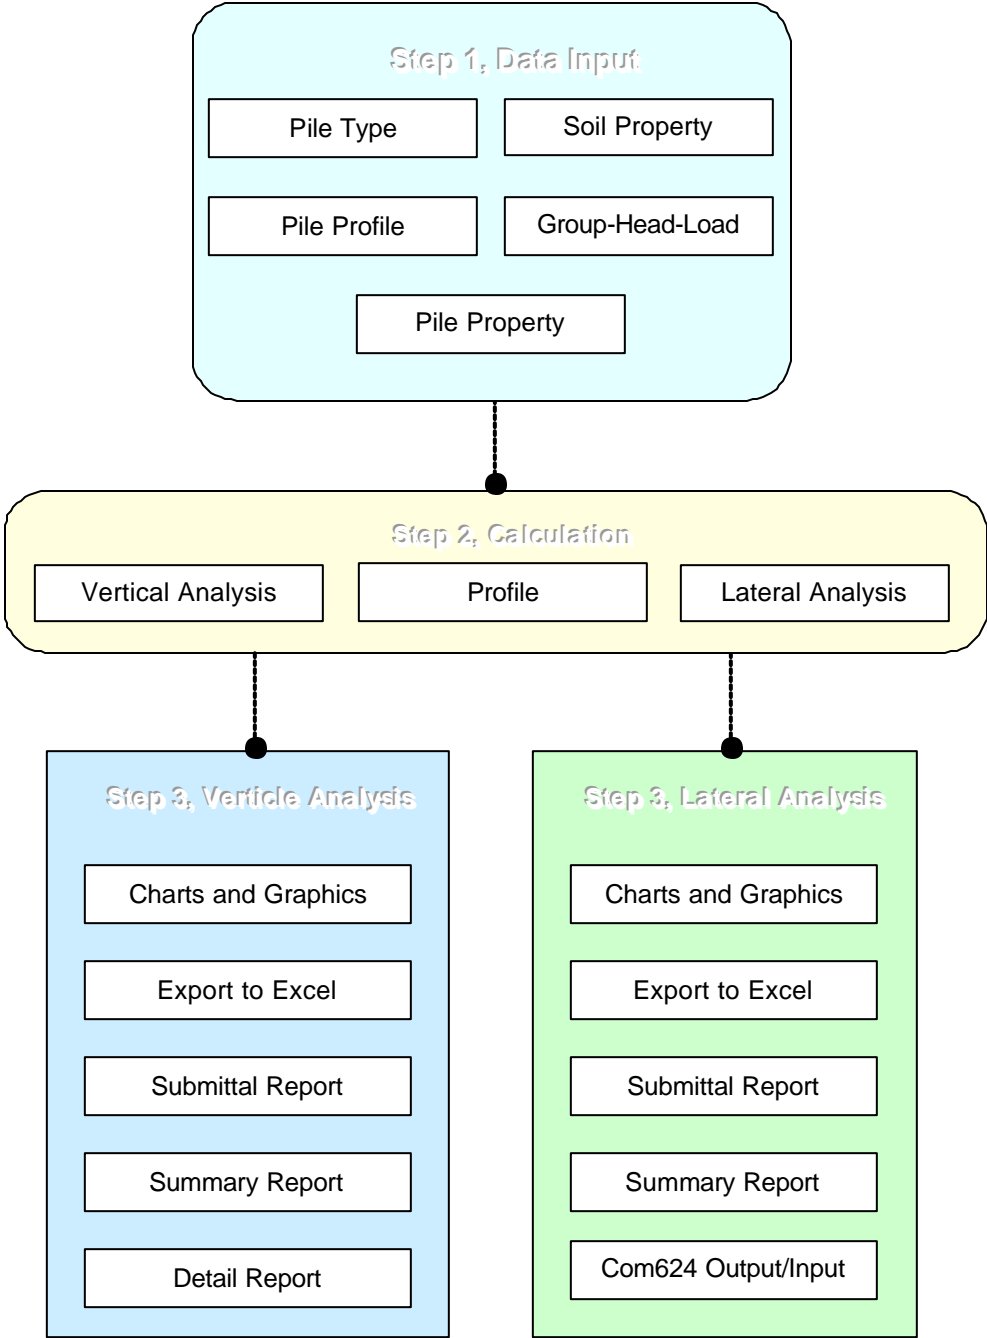 Step 1, Data Input
Pile Type
Soil Property
Pile Profile
Group-Head-Load
Pile Property
Step 2, Calculation
Vertical Analysis
Profile
Lateral Analysis
Step 3, Verticle Analysis
Charts and Graphics
Export to Excel
Submittal Report
Summary Report
Detail Report
Step 3, Lateral Analysis
Charts and Graphics
Export to Excel
Submittal Report
Summary Report
Com624 Output/Input